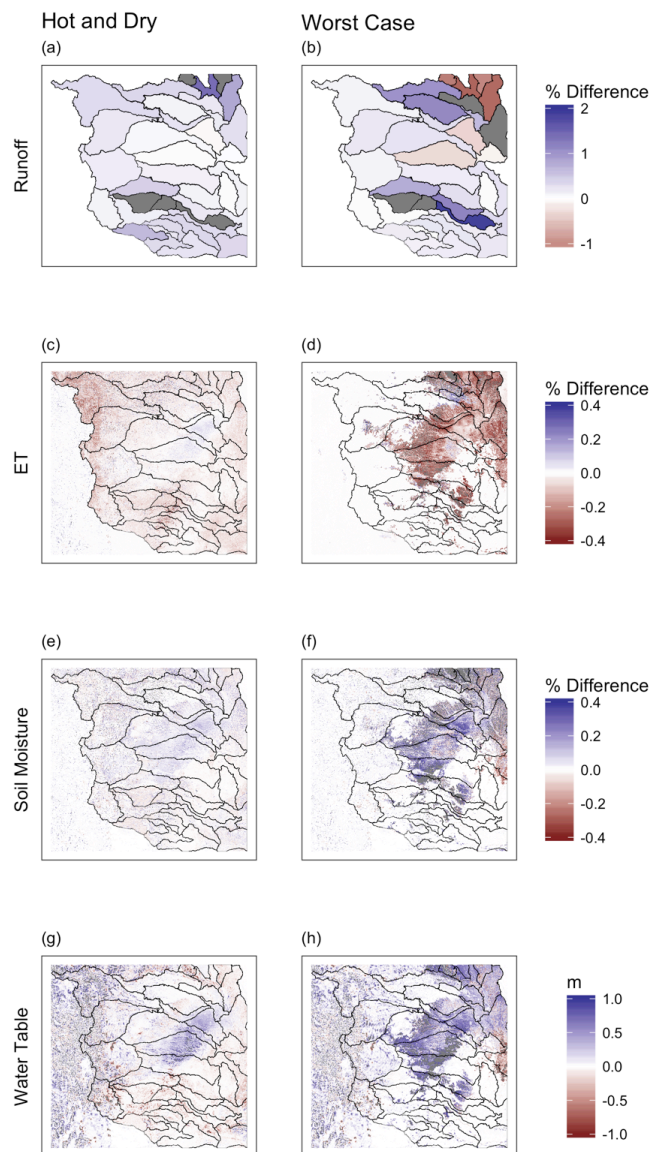 Hot and Dry
Worst Case
(a)
(b)
Runoff
% Difference
2
1
0
-1
(c)
(d)
ET
% Difference
0.4
0.2
0.0
-0.2
-0.4
(e)
(f)
Soil Moisture
% Difference
0.4
0.2
0.0
-0.2
-0.4
(g)
(h)
Water Table
m
1.0
0.5
0.0
-0.5
-1.0